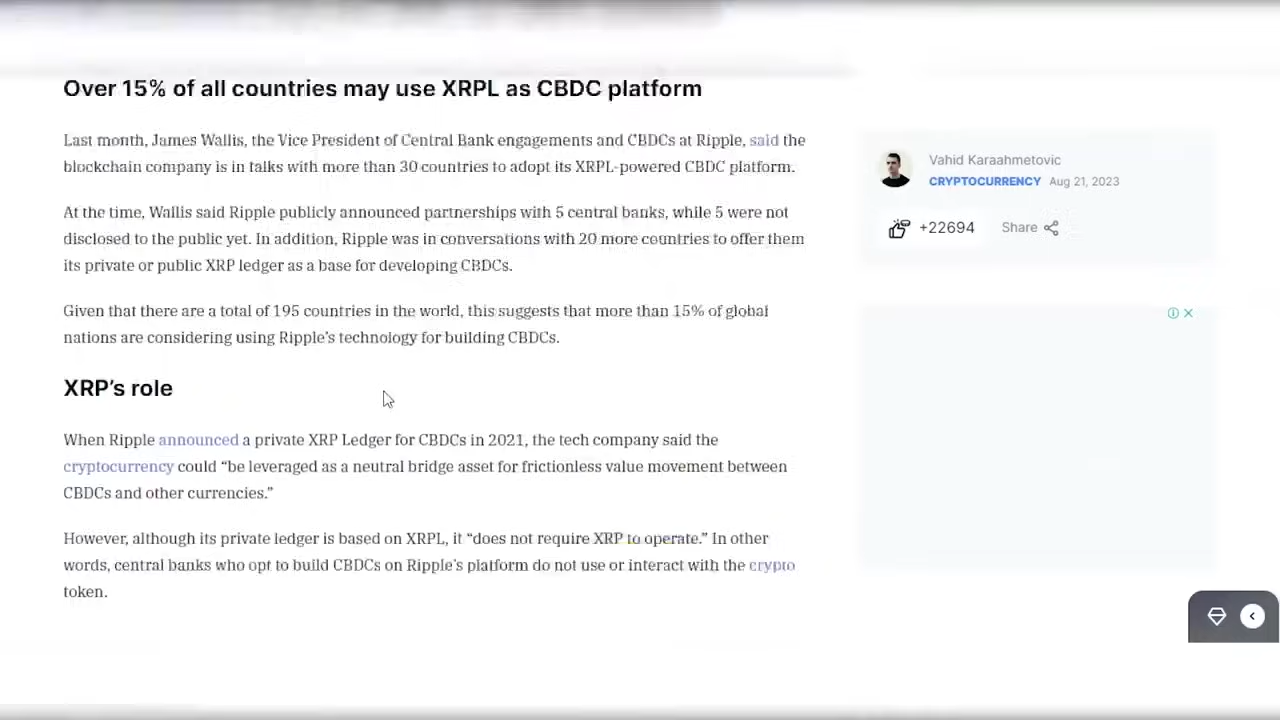 Over 15% of all countries may use XRPL as CBDC platform
Last month, James Wallis, the Vice President of Central Bank engagements and CBDCs at Ripple, said the
blockchain company is in talks with more than 30 countries to adopt its XRPL-powered CBDC platform.
At the time, Wallis said Ripple publicly announced partnerships with 5 central banks, while 5 were not
disclosed to the public yet. In addition, Ripple was in conversations with 20 more countries to offer them
its private or public XRP ledger as a base for developing CBDCs.
Given that there are a total of 195 countries in the world, this suggests that more than 15% of global
nations are considering using Ripple's technology for building CBDCs.
XRP's role
When Ripple announced a private XRP Ledger for CBDCs in 2021, the tech company said the
cryptocurrency could “be leveraged as a neutral bridge asset for frictionless value movement between
CBDCs and other currencies.”
However, although its private ledger is based on XRPL, it “does not require XRP to operate.” In other
words, central banks who opt to build CBDCs on Ripple's platform do not use or interact with the crypto
token.
Vahid Karaahmetovic
CRYPTOCURRENCY Aug 21, 2023
+22694 Share